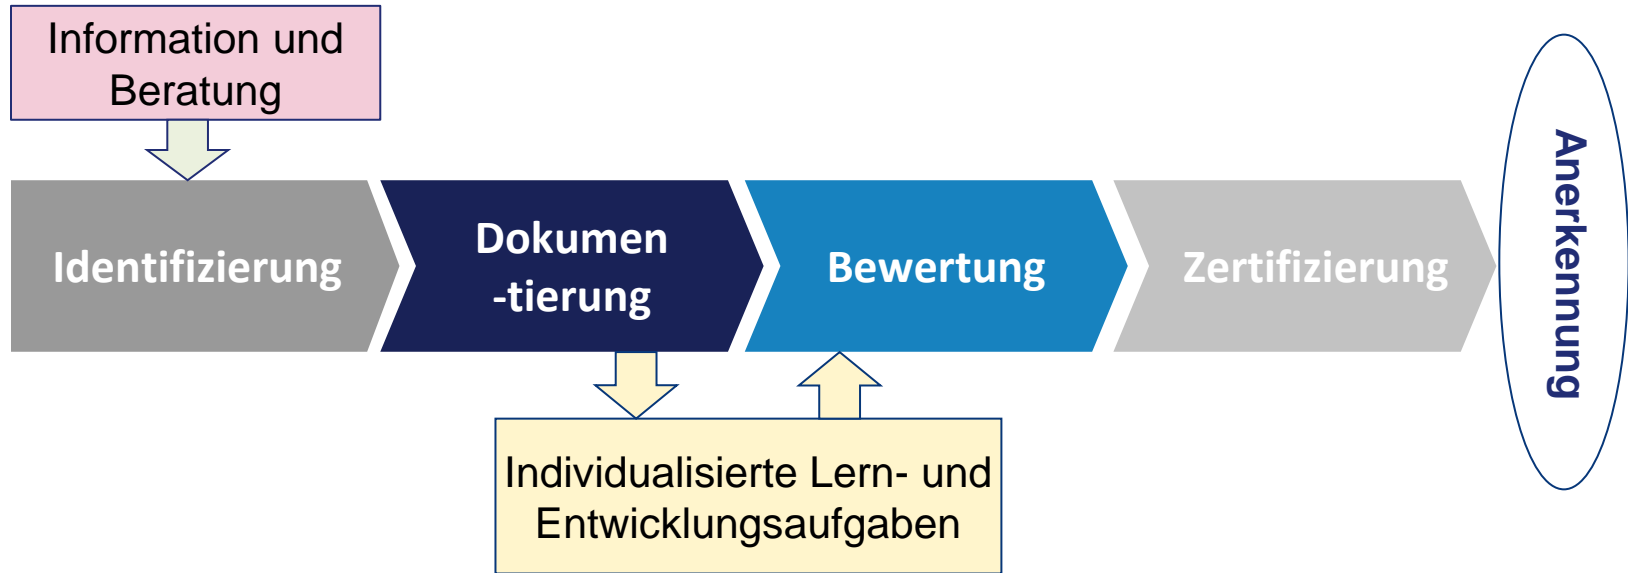 Information und
Beratung
Identifizierung
Dokumen
-tierung
Bewertung
Zertifizierung
Anerkennung
Individualisierte Lern- und
Entwicklungsaufgaben